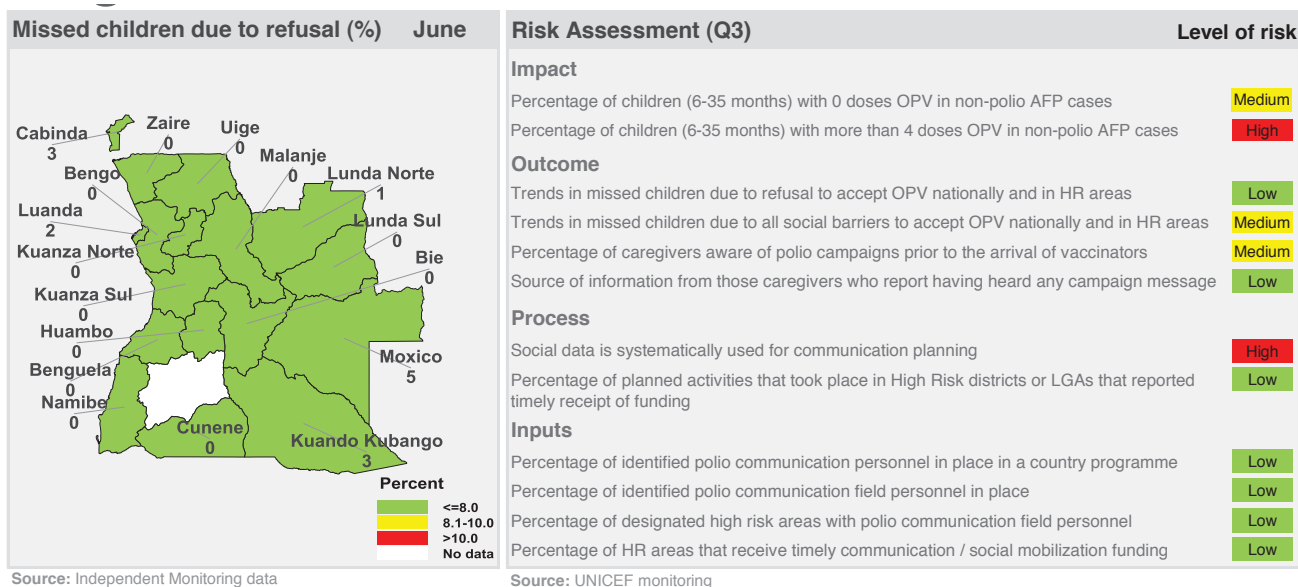 Missed children due to refusal (%) June
Cabinda
3
Zaire
0
Uige
0
Malanje
0
Lunda Norte
1
Bengo
0
Luanda
2
Lunda Sul
0
Kuanza Norte
0
Bie
0
Kuanza Sul
0
Huambo
0
Moxico
5
Benguela
0
Namibe
0
Cunene
0
Kuando Kubango
3
Percent
<=8.0
8.1-10.0
>10.0
No data
Source: Independent Monitoring data
Risk Assessment (Q3) Level of risk
Impact
Percentage of children (6-35 months) with 0 doses OPV in non-polio AFP cases Medium
Percentage of children (6-35 months) with more than 4 doses OPV in non-polio AFP cases High
Outcome
Trends in missed children due to refusal to accept OPV nationally and in HR areas Low
Trends in missed children due to all social barriers to accept OPV nationally and in HR areas Medium
Percentage of caregivers aware of polio campaigns prior to the arrival of vaccinators Medium
Source of information from those caregivers who report having heard any campaign message Low
Process
Social data is systematically used for communication planning High
Percentage of planned activities that took place in High Risk districts or LGAs that reported Low
timely receipt of funding
Inputs
Percentage of identified polio communication personnel in place in a country programme Low
Percentage of identified polio communication field personnel in place Low
Percentage of designated high risk areas with polio communication field personnel Low
Percentage of HR areas that receive timely communication / social mobilization funding Low
Source: UNICEF monitoring